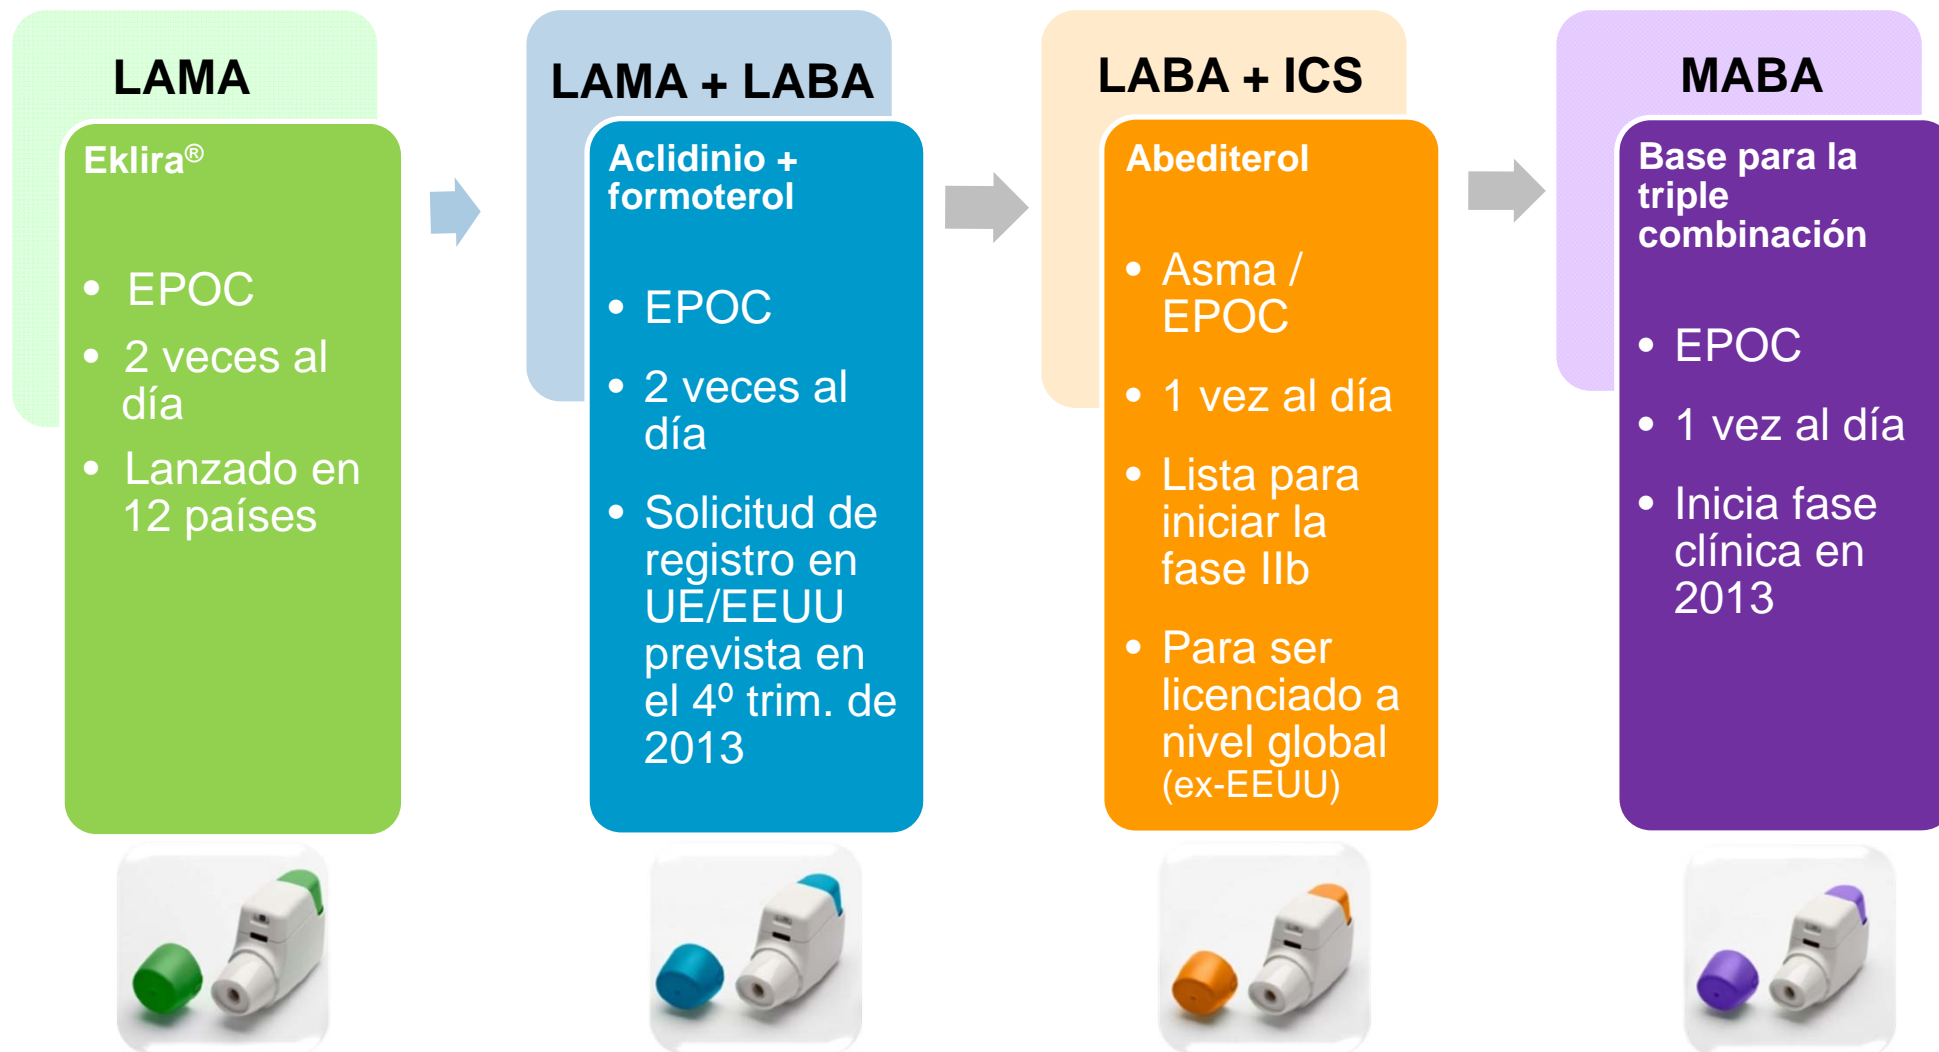 LAMA
Eklira®
• EPOC
• 2 veces al
día
• Lanzado en
12 países
LAMA + LABA
Aclidinio +
formoterol
• EPOC
• 2 veces al
día
• Solicitud de
registro en
UE/EEUU
prevista en
el 4º trim. de
2013
LABA + ICS
Abediterol
• Asma /
EPOC
• 1 vez al día
• Lista para
iniciar la
fase IIb
• Para ser
licenciado a
nivel global
(ex-EEUU)
MABA
Base para la
triple
combinación
• EPOC
• 1 vez al día
• Inicia fase
clínica en
2013